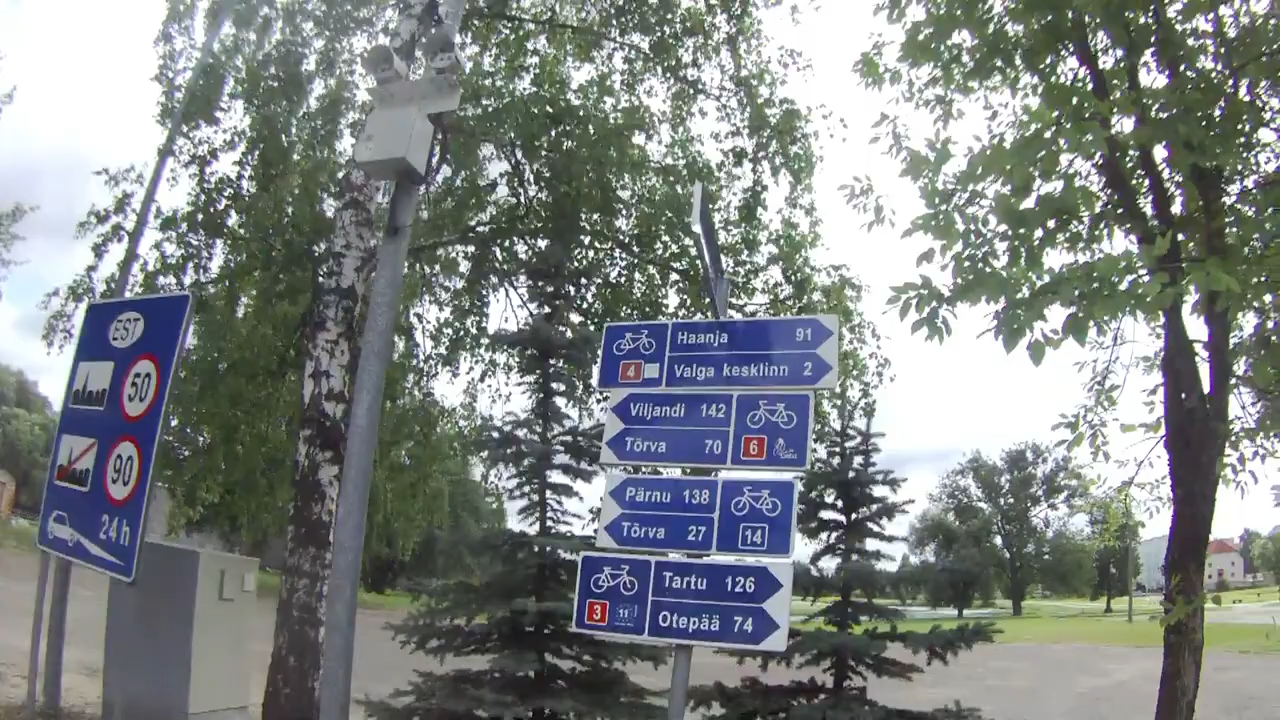 EST
50
90
24 h
Haanja 91
4
Valga kesklinn 2
Viljandi 142
Tõrva 70
6
Pärnu 138
Tõrva 27
14
Tartu 126
3 11
Otepää 74